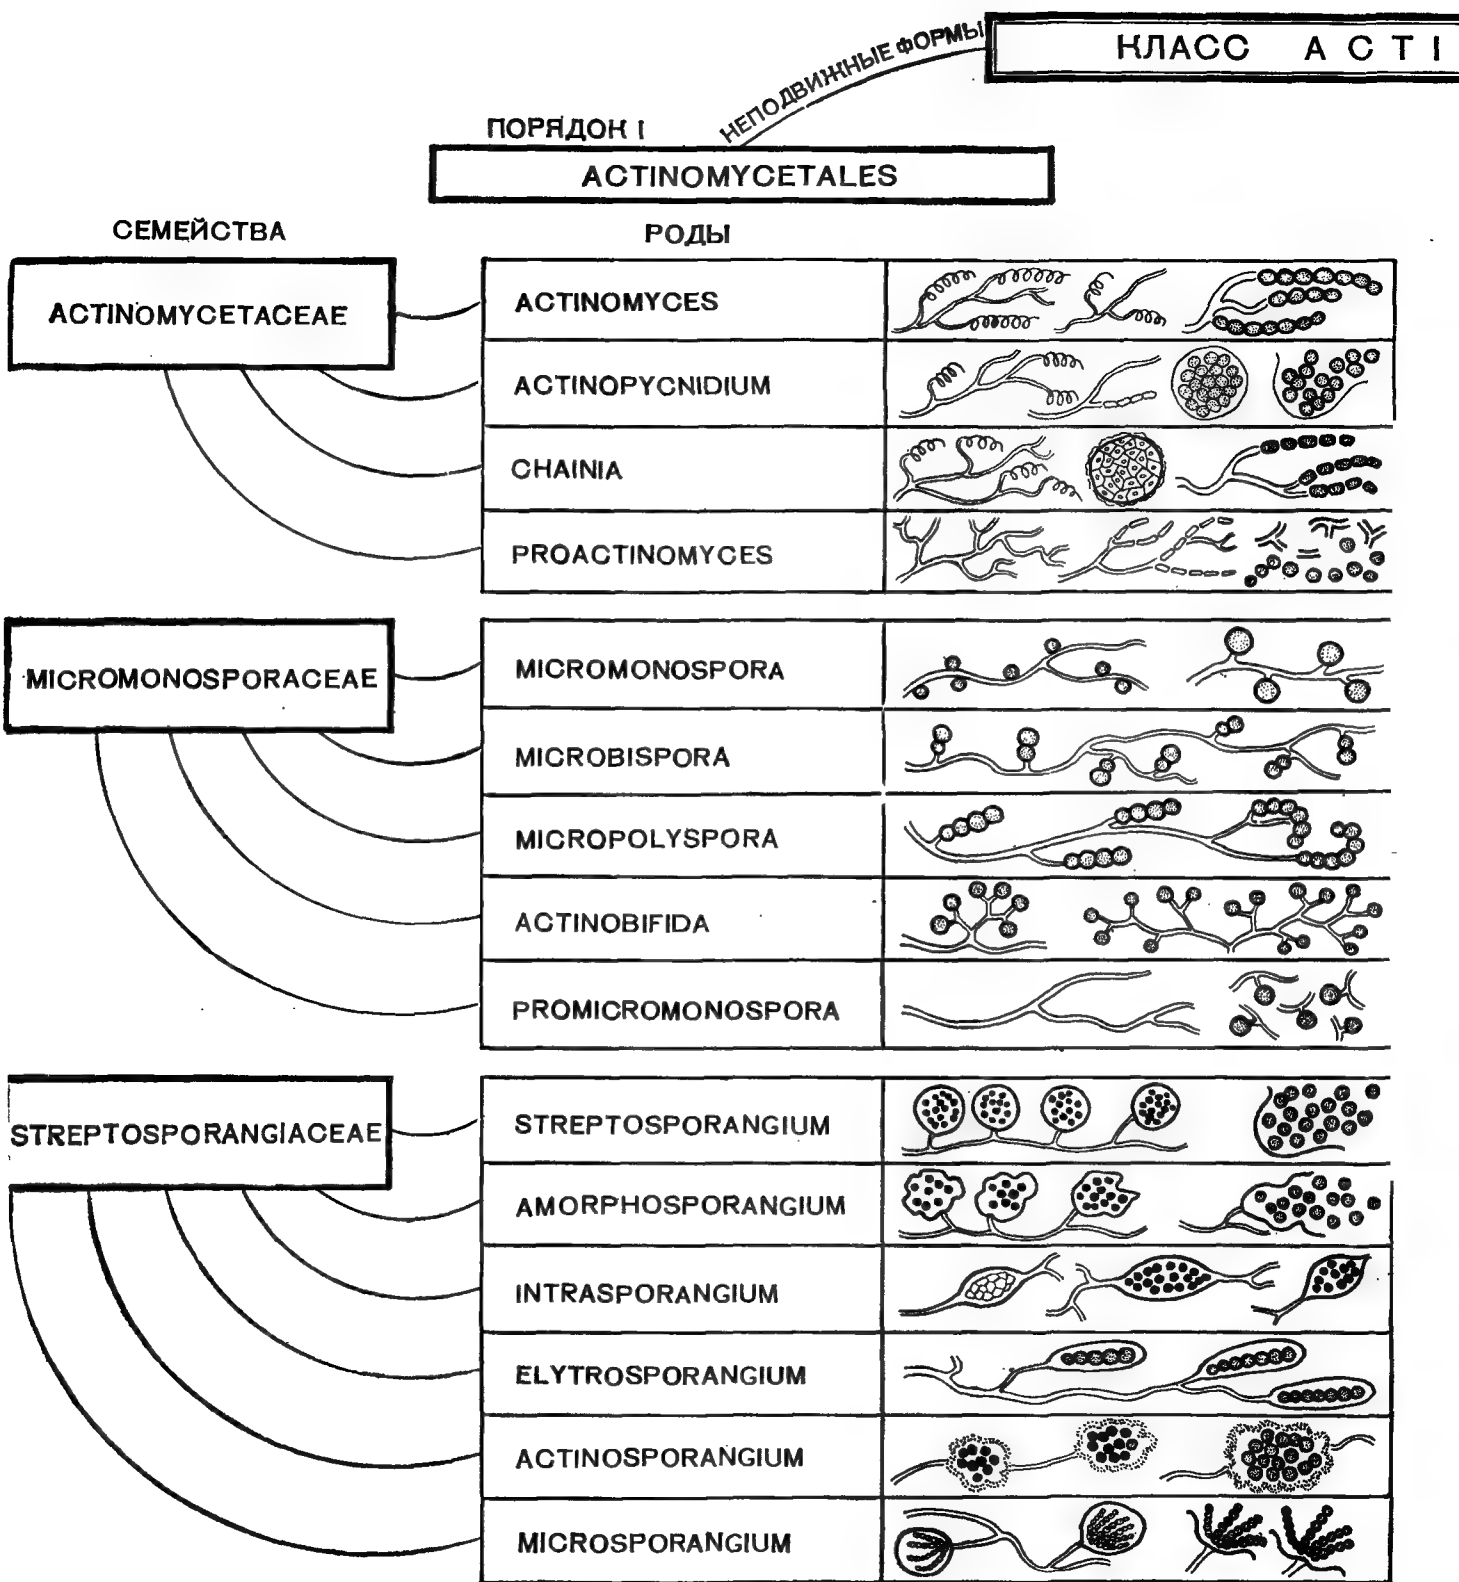 КЛАСС ACTI
НЕПОДВИЖНЫЕ ФОРМЫ
ПОРЯДОК I
ACTINOMYCETALES
СЕМЕЙСТВА
РОДЫ
ACTINOMYCETACEAE
ACTINOMYCES
ACTINOPYCNIDIUM
CHAINIA
PROACTINOMYCES
MICROMONOSPORACEAE
MICROMONOSPORA
MICROBISPORA
MICROPOLYSPORA
ACTINOBIFIDA
PROMICROMONOSPORA
STREPTOSPORANGIACEAE
STREPTOSPORANGIUM
AMORPHOSPORANGIUM
INTRASPORANGIUM
ELYTROSPORANGIUM
ACTINOSPORANGIUM
MICROSPORANGIUM